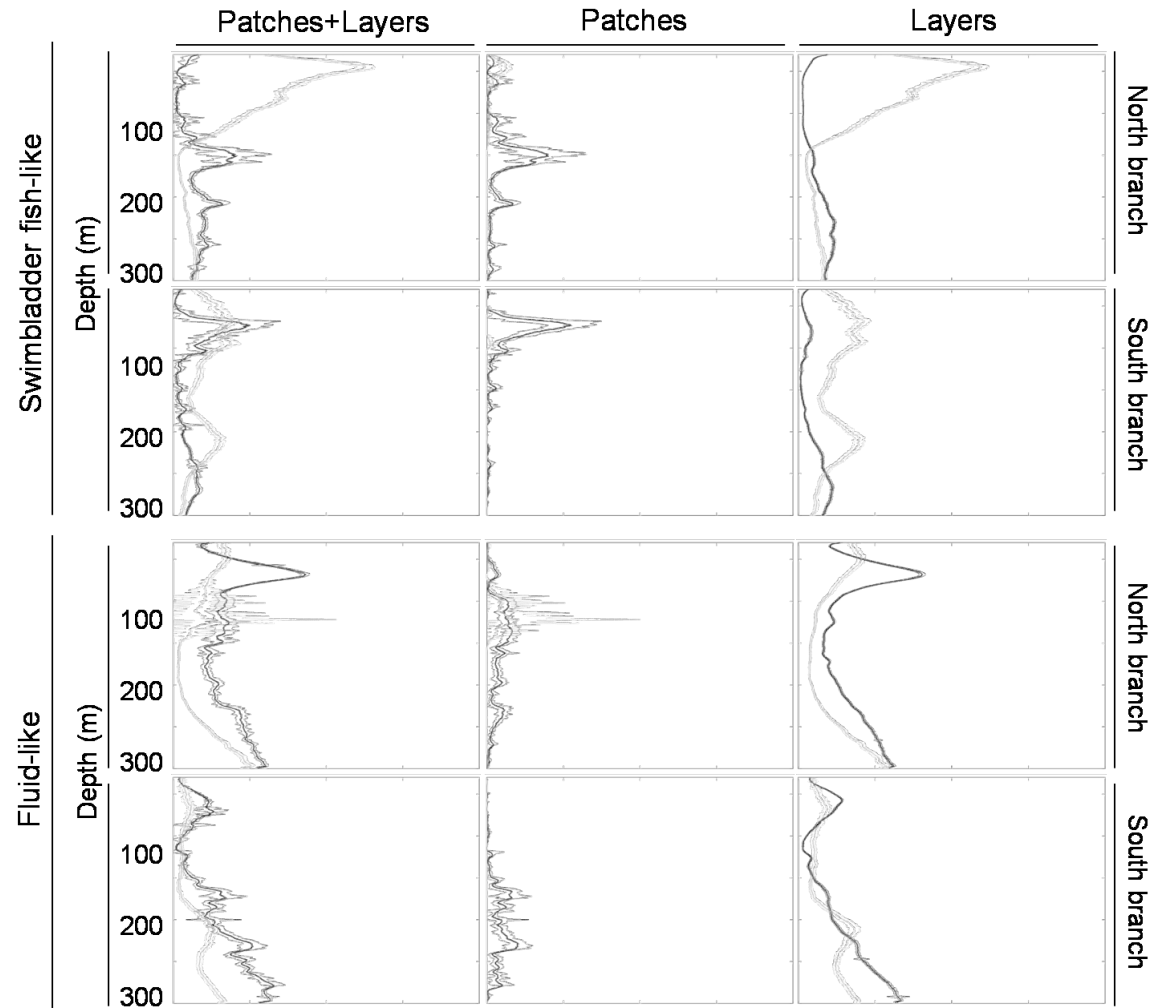 Patches+Layers Patches Layers
Swimbladder fish-like
Depth (m)
100
200
300
North branch
100
200
300
South branch
Fluid-like
Depth (m)
100
200
300
North branch
100
200
300
South branch